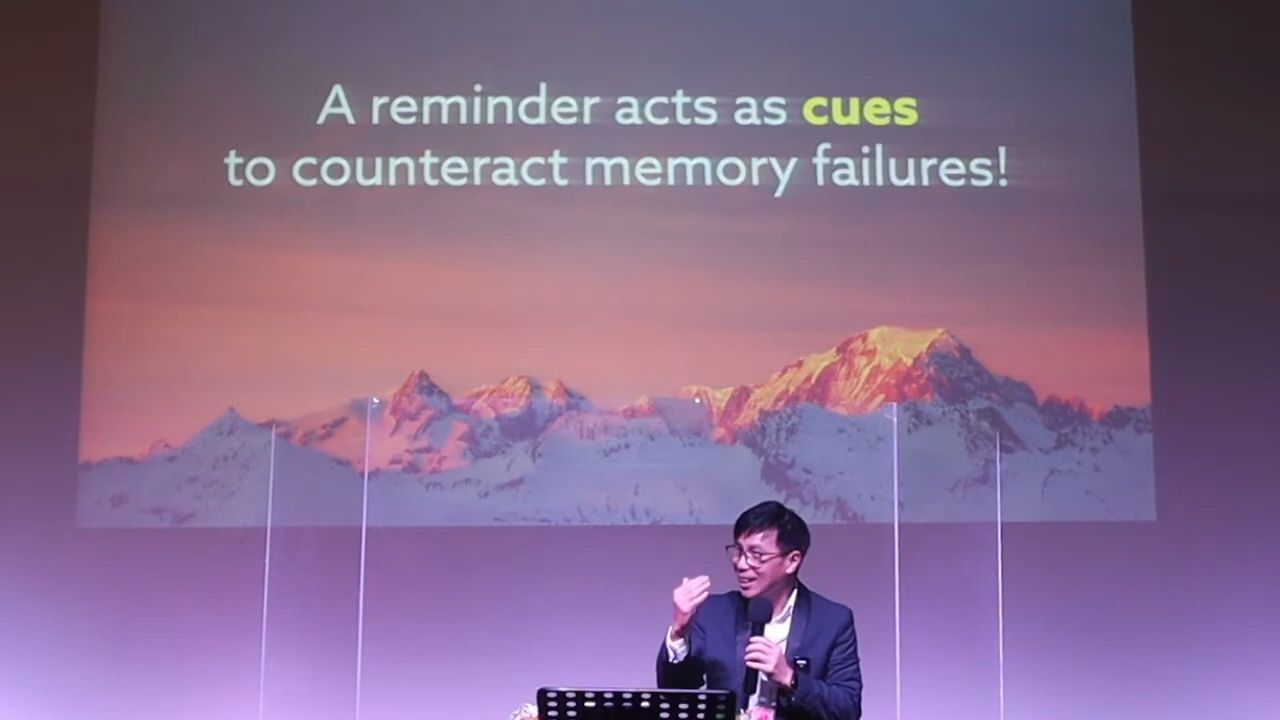 A reminder acts as cues
to counteract memory failures!